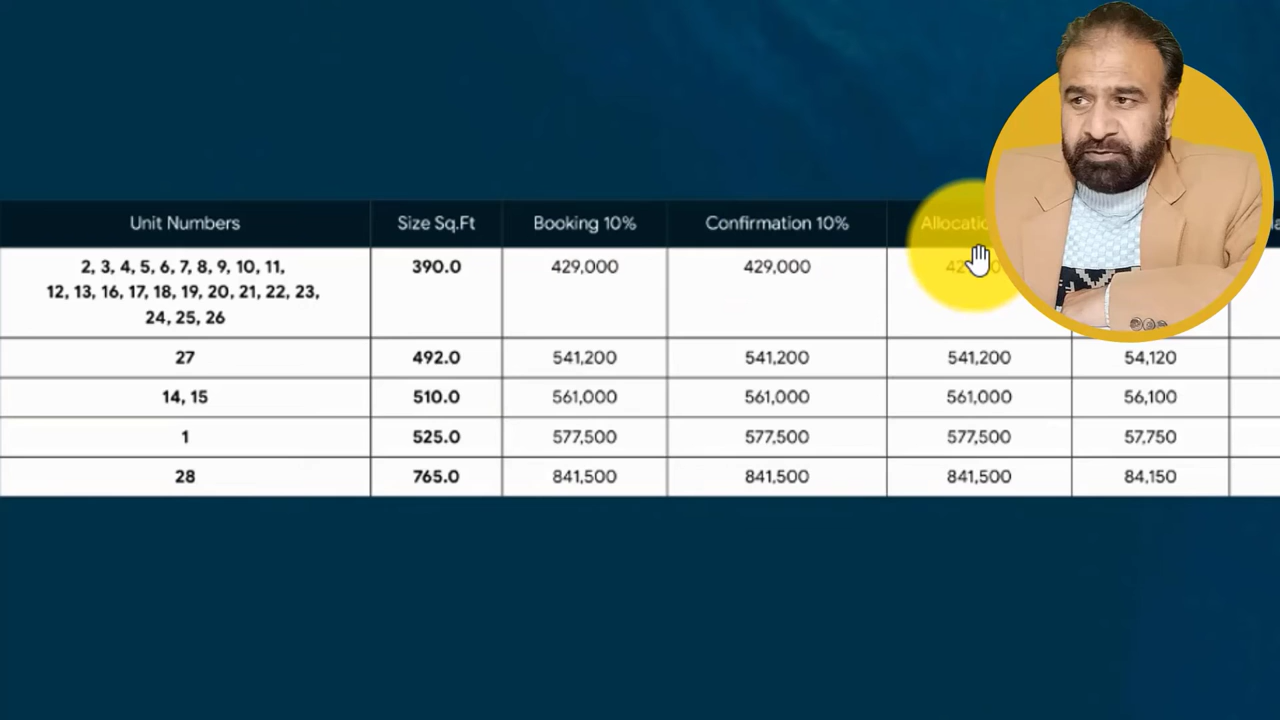 Unit Numbers Size Sq.Ft Booking 10% Confirmation 10%
2, 3, 4, 5, 6, 7, 8, 9, 10, 11, 390.0 429,000 429,000
12, 13, 16, 17, 18, 19, 20, 21, 22, 23,
24, 25, 26
27 492.0 541,200 541,200 541,200 54,120
14, 15 510.0 561,000 561,000 561,000 56,100
1 525.0 577,500 577,500 577,500 57,750
28 765.0 841,500 841,500 841,500 84,150